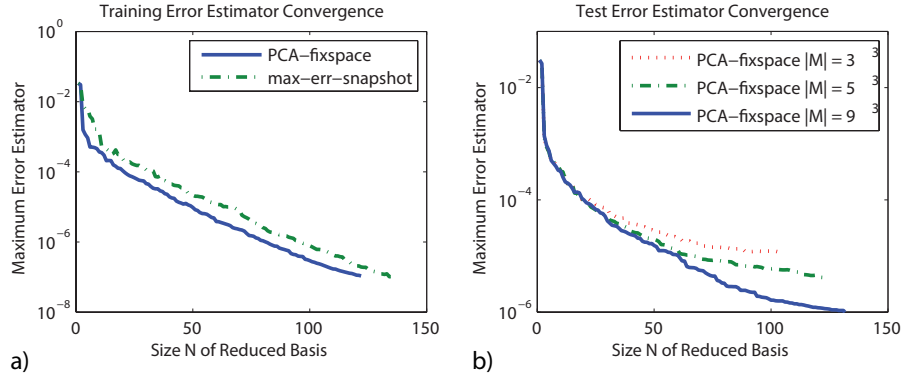 Training Error Estimator Convergence
10^0
10^−2
10^−4
10^−6
10^−8
Maximum Error Estimator
PCA−fixspace
max−err−snapshot
0
50
100
150
Size N of Reduced Basis
a)
Test Error Estimator Convergence
10^−2
10^−4
10^−6
Maximum Error Estimator
PCA−fixspace |M| = 3^3
PCA−fixspace |M| = 5^3
PCA−fixspace |M| = 9^3
0
50
100
150
Size N of Reduced Basis
b)